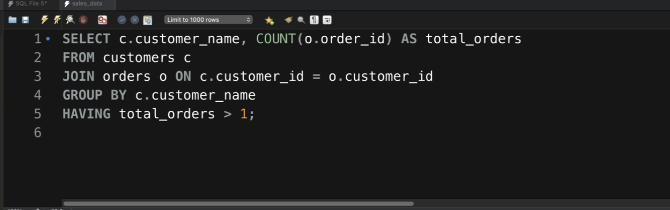 SQL File 5*
sales_data
Limit to 1000 rows
1 SELECT c.customer_name, COUNT(o.order_id) AS total_orders
2 FROM customers c
3 JOIN orders o ON c.customer_id = o.customer_id
4 GROUP BY c.customer_name
5 HAVING total_orders > 1;
6